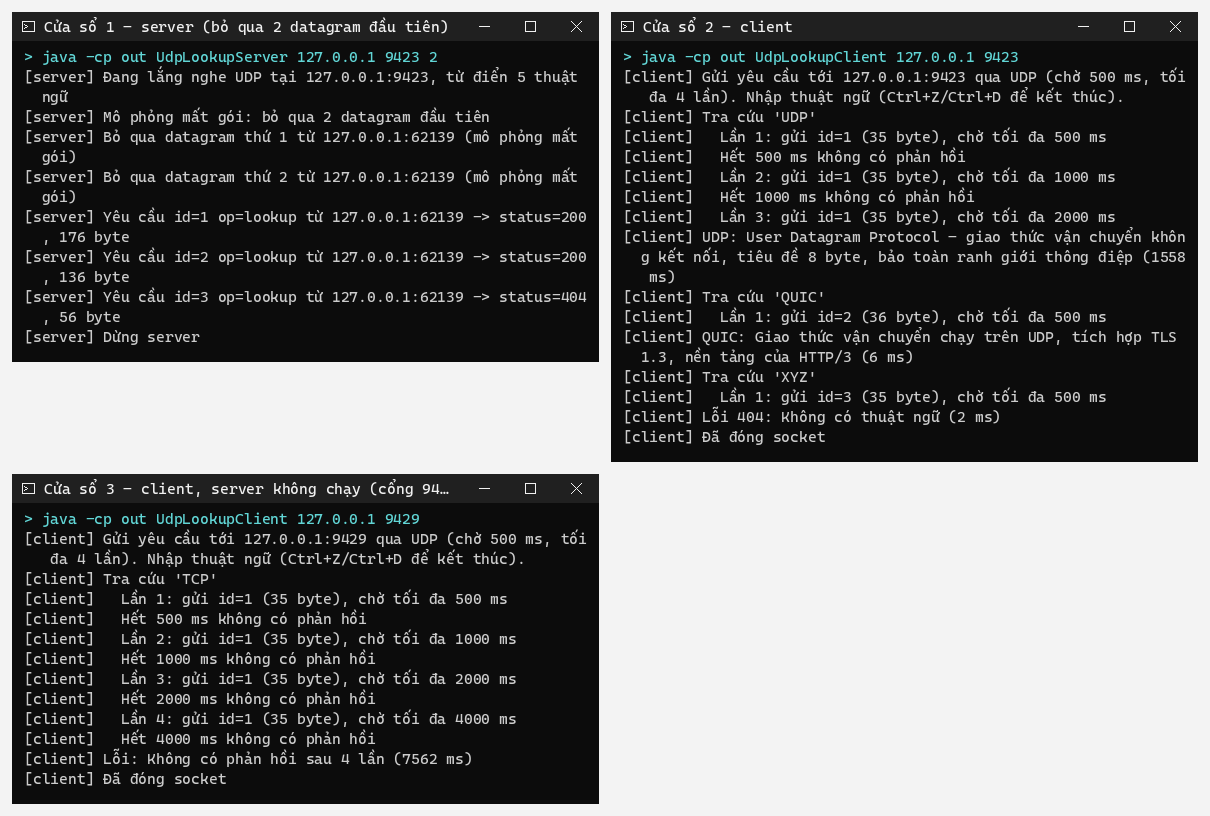 Cửa sổ 1 – server (bỏ qua 2 datagram đầu tiên)
> java -cp out UdpLookupServer 127.0.0.1 9423 2
[server] Đang lắng nghe UDP tại 127.0.0.1:9423, từ điển 5 thuật
ngữ
[server] Mô phỏng mất gói: bỏ qua 2 datagram đầu tiên
[server] Bỏ qua datagram thứ 1 từ 127.0.0.1:62139 (mô phỏng mất
gói)
[server] Bỏ qua datagram thứ 2 từ 127.0.0.1:62139 (mô phỏng mất
gói)
[server] Yêu cầu id=1 op=lookup từ 127.0.0.1:62139 -> status=200
, 176 byte
[server] Yêu cầu id=2 op=lookup từ 127.0.0.1:62139 -> status=200
, 136 byte
[server] Yêu cầu id=3 op=lookup từ 127.0.0.1:62139 -> status=404
, 56 byte
[server] Dừng server
Cửa sổ 2 – client
> java -cp out UdpLookupClient 127.0.0.1 9423
[client] Gửi yêu cầu tới 127.0.0.1:9423 qua UDP (chờ 500 ms, tối
đa 4 lần). Nhập thuật ngữ (Ctrl+Z/Ctrl+D để kết thúc).
[client] Tra cứu 'UDP'
[client]   Lần 1: gửi id=1 (35 byte), chờ tối đa 500 ms
[client]   Hết 500 ms không có phản hồi
[client]   Lần 2: gửi id=1 (35 byte), chờ tối đa 1000 ms
[client]   Hết 1000 ms không có phản hồi
[client]   Lần 3: gửi id=1 (35 byte), chờ tối đa 2000 ms
[client] UDP: User Datagram Protocol – giao thức vận chuyển khôn
g kết nối, tiêu đề 8 byte, bảo toàn ranh giới thông điệp (1558
ms)
[client] Tra cứu 'QUIC'
[client]   Lần 1: gửi id=2 (36 byte), chờ tối đa 500 ms
[client] QUIC: Giao thức vận chuyển chạy trên UDP, tích hợp TLS
1.3, nền tảng của HTTP/3 (6 ms)
[client] Tra cứu 'XYZ'
[client]   Lần 1: gửi id=3 (35 byte), chờ tối đa 500 ms
[client] Lỗi 404: Không có thuật ngữ (2 ms)
[client] Đã đóng socket
Cửa sổ 3 – client, server không chạy (cổng 94…
> java -cp out UdpLookupClient 127.0.0.1 9429
[client] Gửi yêu cầu tới 127.0.0.1:9429 qua UDP (chờ 500 ms, tối
đa 4 lần). Nhập thuật ngữ (Ctrl+Z/Ctrl+D để kết thúc).
[client] Tra cứu 'TCP'
[client]   Lần 1: gửi id=1 (35 byte), chờ tối đa 500 ms
[client]   Hết 500 ms không có phản hồi
[client]   Lần 2: gửi id=1 (35 byte), chờ tối đa 1000 ms
[client]   Hết 1000 ms không có phản hồi
[client]   Lần 3: gửi id=1 (35 byte), chờ tối đa 2000 ms
[client]   Hết 2000 ms không có phản hồi
[client]   Lần 4: gửi id=1 (35 byte), chờ tối đa 4000 ms
[client]   Hết 4000 ms không có phản hồi
[client] Lỗi: Không có phản hồi sau 4 lần (7562 ms)
[client] Đã đóng socket